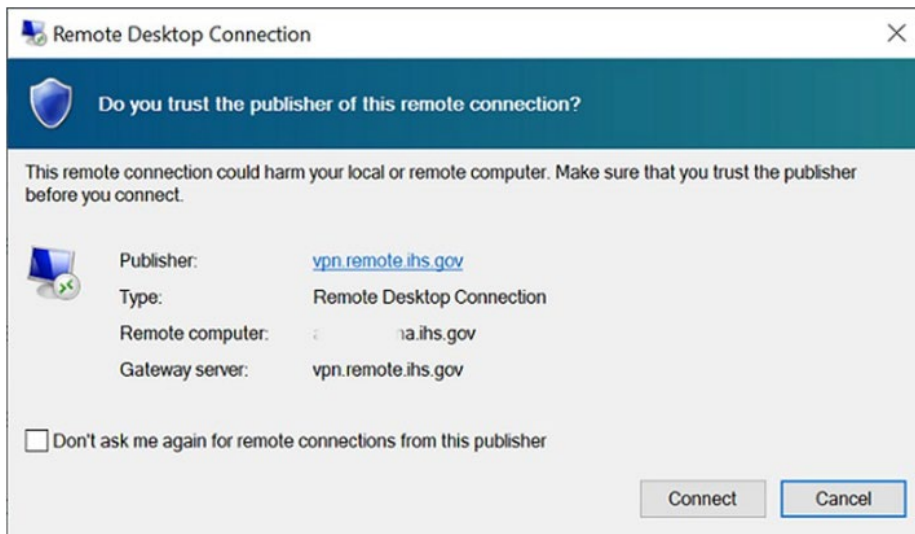 Remote Desktop Connection
Do you trust the publisher of this remote connection?
This remote connection could harm your local or remote computer. Make sure that you trust the publisher
before you connect.
Publisher: vpn.remote.ihs.gov
Type: Remote Desktop Connection
Remote computer: na.ihs.gov
Gateway server: vpn.remote.ihs.gov
Don't ask me again for remote connections from this publisher
Connect Cancel